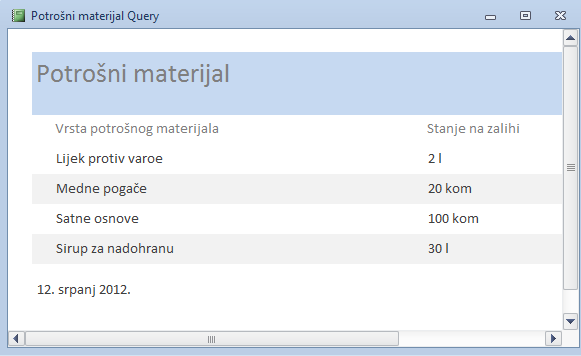 Potrošni materijal Query
Potrošni materijal
Vrsta potrošnog materijala Stanje na zalihi
Lijek protiv varoe 2 l
Medne pogače 20 kom
Satne osnove 100 kom
Sirup za nadohranu 30 l
12. srpanj 2012.